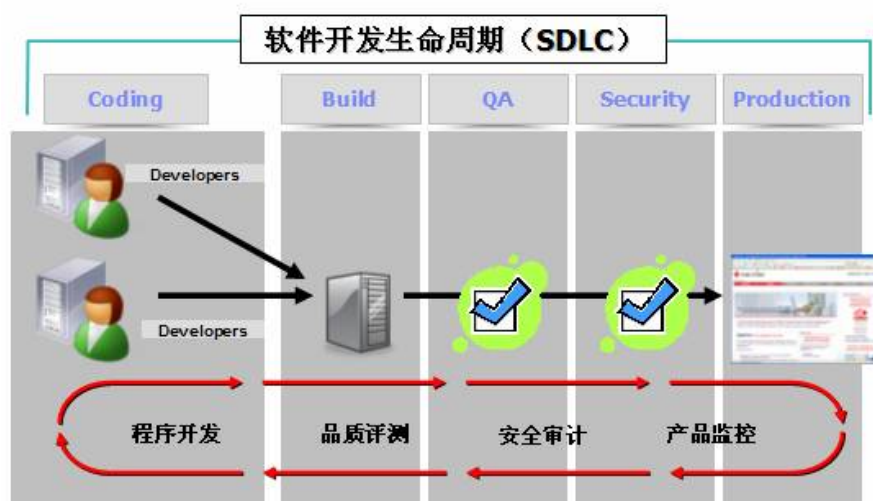 软件开发生命周期（SDLC）
Coding
Build
QA
Security
Production
Developers
Developers
程序开发
品质评测
安全审计
产品监控